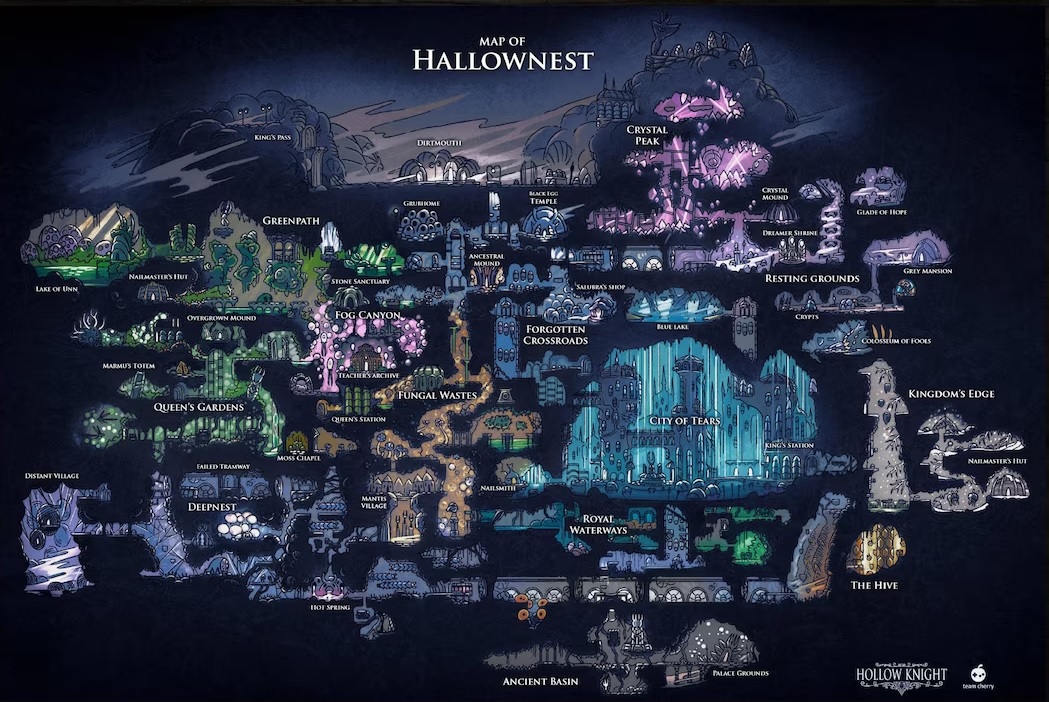 MAP OF
HALLOWNEST
KING'S PASS
DIRTMOUTH
CRYSTAL
PEAK
GRUBHOME
BLACK EGG
TEMPLE
CRYSTAL
MOUND
GLADE OF HOPE
GREENPATH
DREAMER SHRINE
LAKE OF UNN
NAILMASTER'S HUT
STONE SANCTUARY
ANCESTRAL
MOUND
SALUBRA'S SHOP
RESTING GROUNDS
GREY MANSION
OVERGROWN MOUND
FOG CANYON
FORGOTTEN
CROSSROADS
BLUE LAKE
CRYPTS
COLOSSEUM OF FOOLS
MARMU'S TOTEM
TEACHER'S ARCHIVE
QUEEN'S GARDENS
FUNGAL WASTES
QUEEN'S STATION
CITY OF TEARS
KINGDOM'S EDGE
KING'S STATION
MOSS CHAPEL
NAILMASTER'S HUT
DISTANT VILLAGE
FAILED TRAMWAY
DEEPNEST
MANTIS
VILLAGE
NAILSMITH
ROYAL
WATERWAYS
THE HIVE
HOT SPRING
ANCIENT BASIN
PALACE GROUNDS
HOLLOW KNIGHT
team cherry